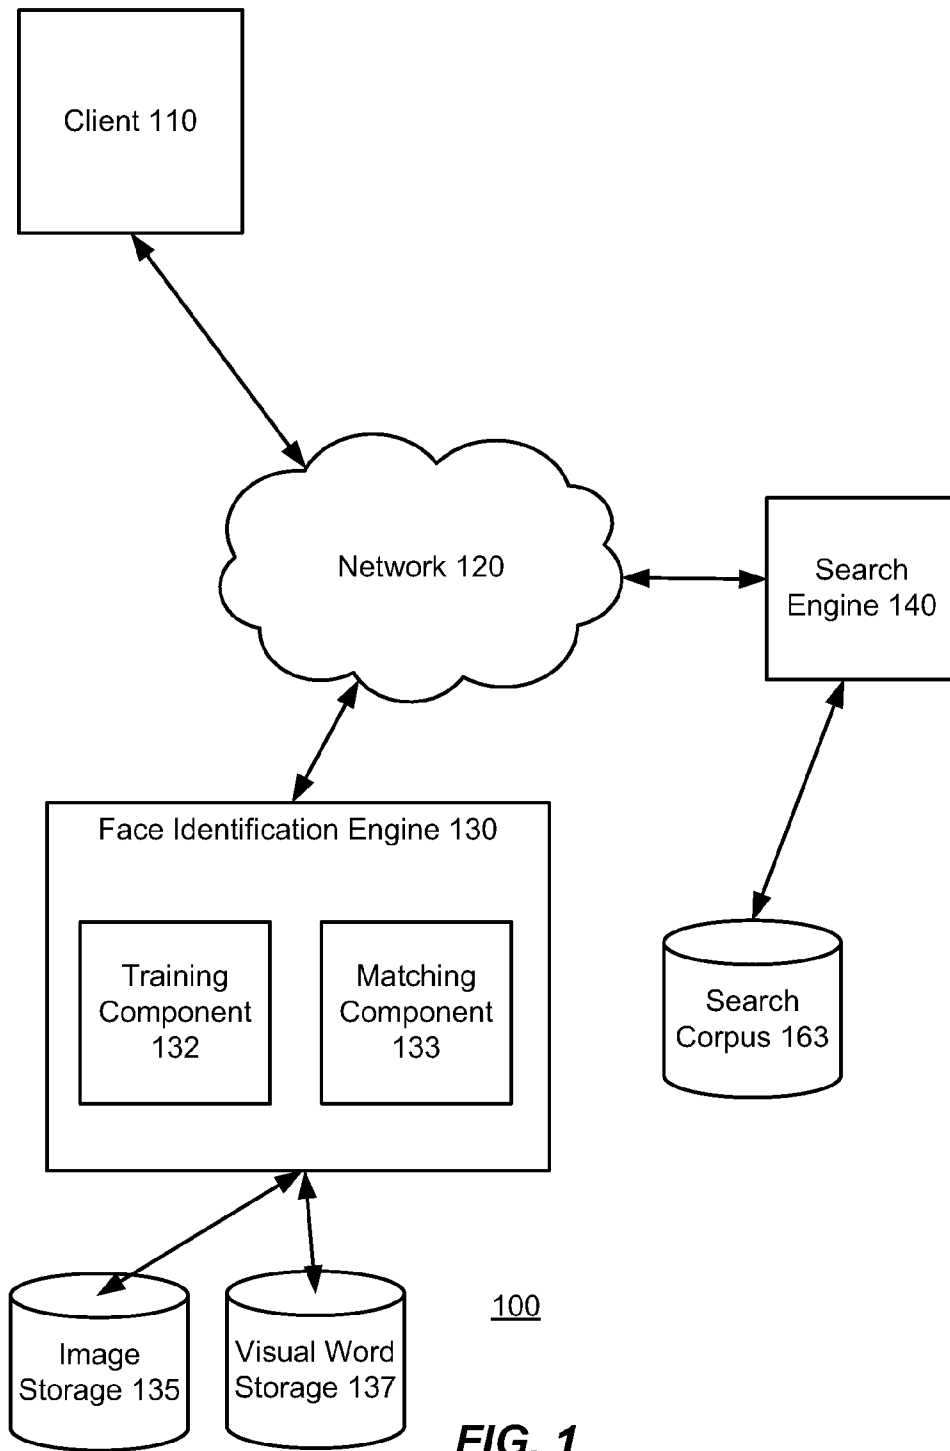 Client 110
Network 120
Search
Engine 140
Face Identification Engine 130
Training
Component
132
Matching
Component
133
Search
Corpus 163
Image
Storage 135
Visual Word
Storage 137
100
FIG. 1